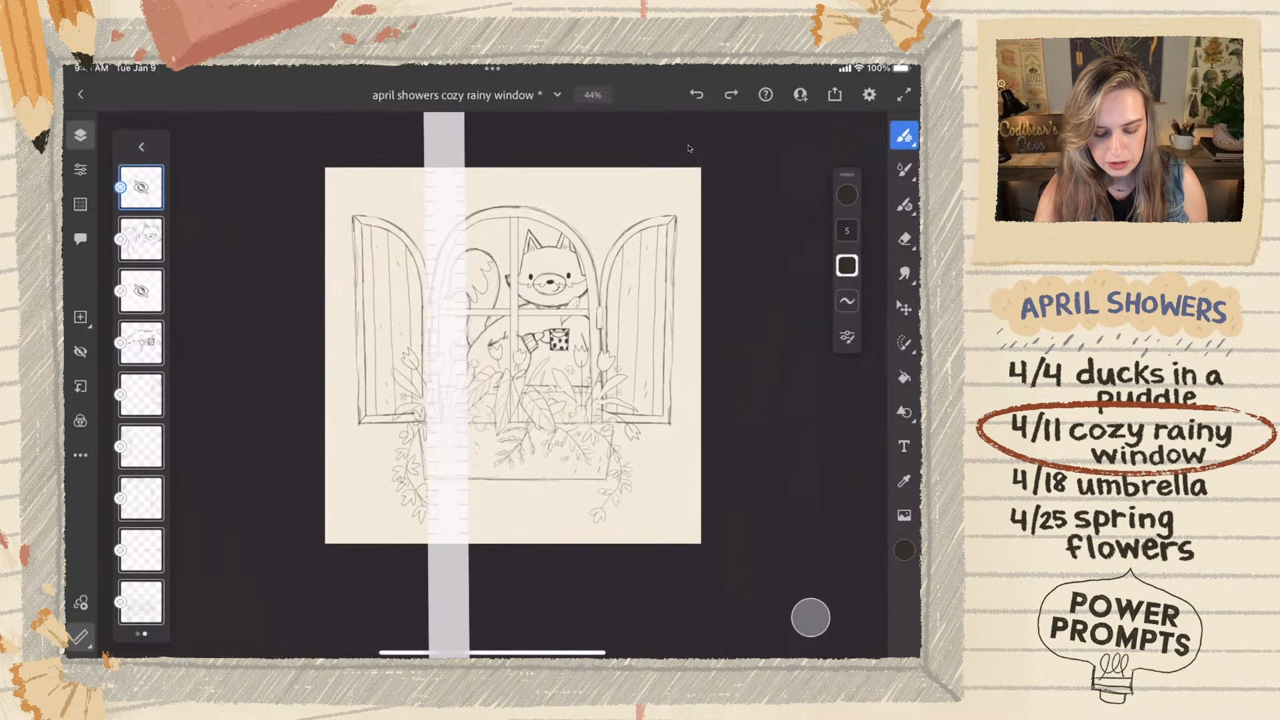 Tue Jan 9
100%
april showers cozy rainy window *
44%
5
T
Codibear's
APRIL SHOWERS
4/4 ducks in a
puddle
4/11 cozy rainy
window
4/18 umbrella
4/25 spring
flowers
POWER
PROMPTS